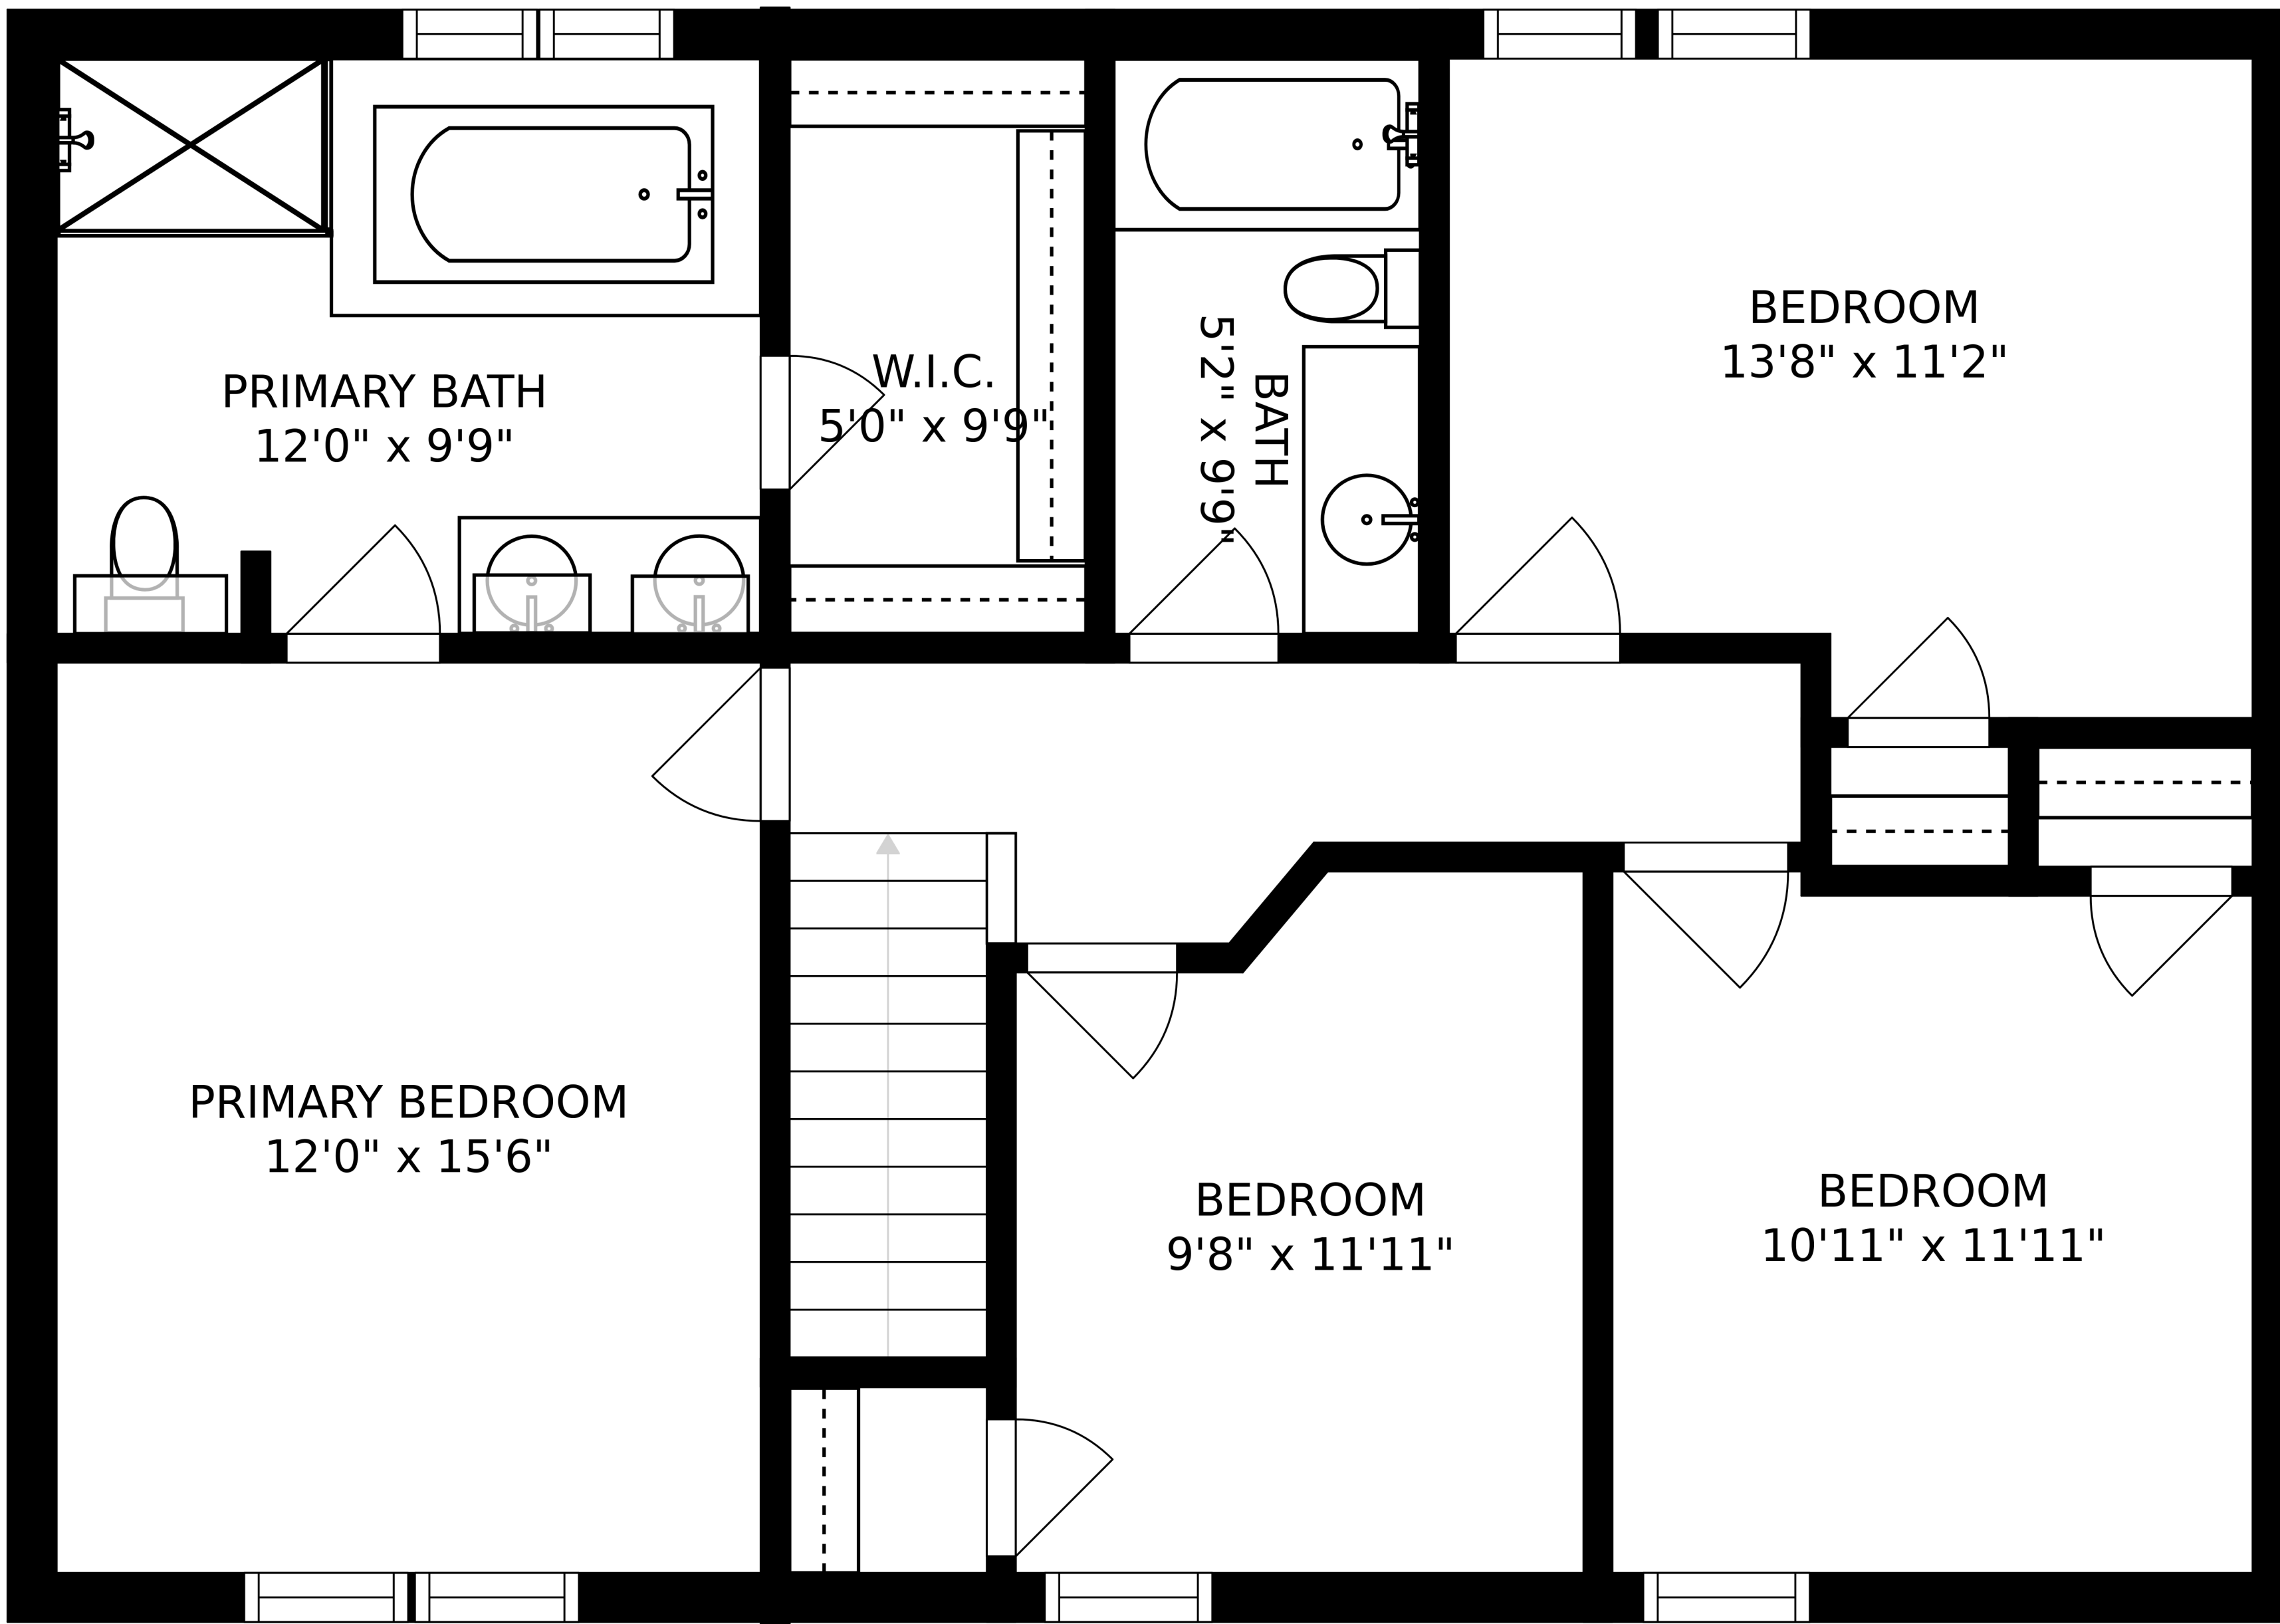 PRIMARY BATH
12'0" x 9'9"
W.I.C.
5'0" x 9'9"
BATH
5'2" x 9'9"
BEDROOM
13'8" x 11'2"
PRIMARY BEDROOM
12'0" x 15'6"
BEDROOM
9'8" x 11'11"
BEDROOM
10'11" x 11'11"